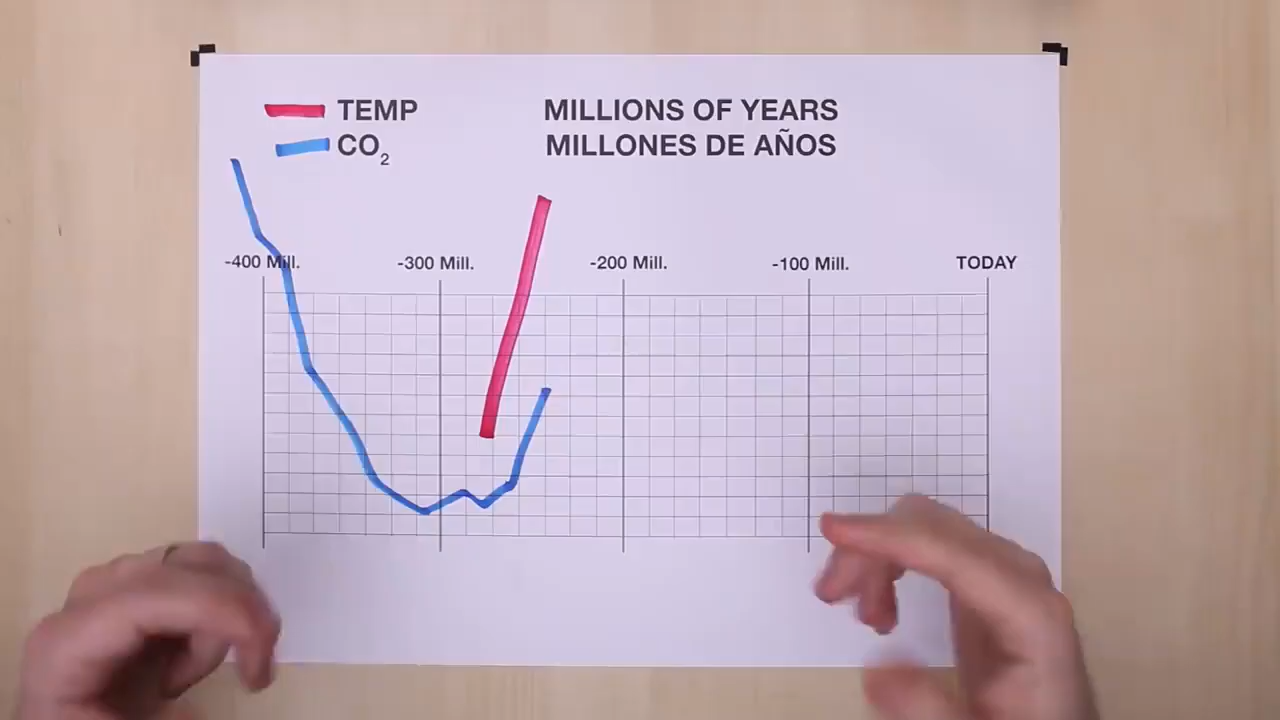 TEMP
CO₂
MILLIONS OF YEARS
MILLONES DE AÑOS
-400 Mill.
-300 Mill.
-200 Mill.
-100 Mill.
TODAY